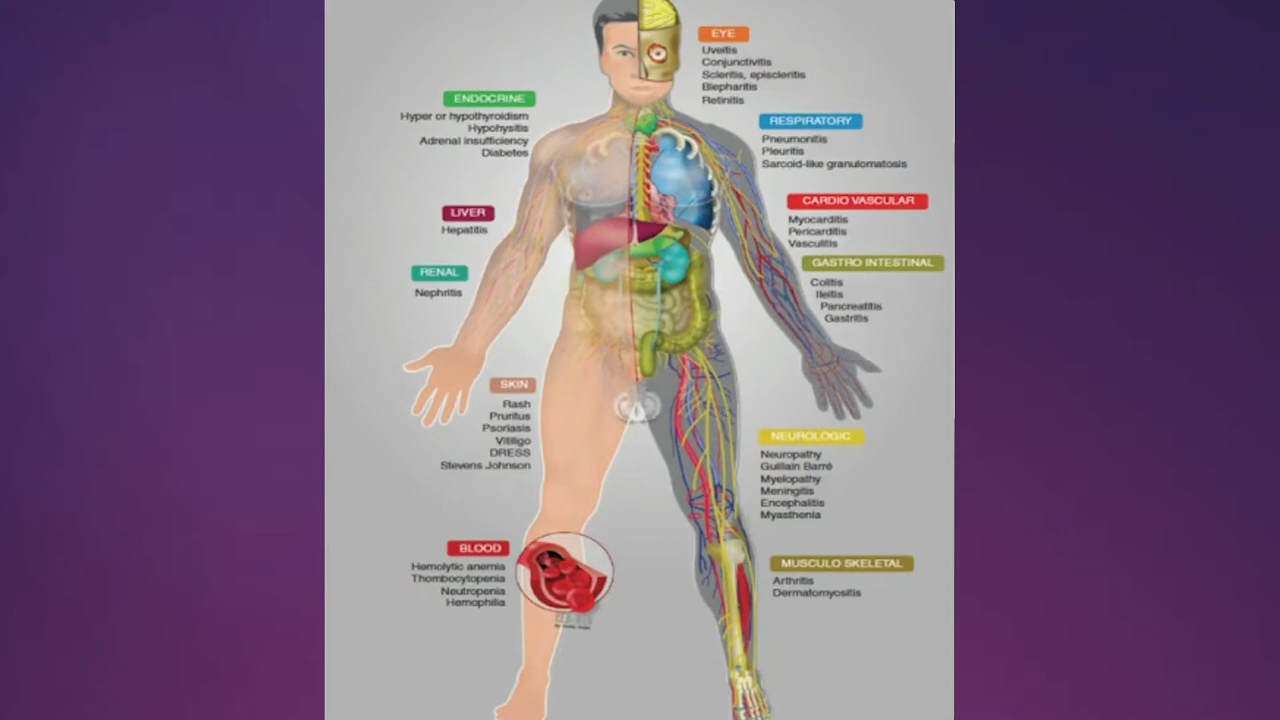 EYE
Uveitis
Conjunctivitis
Scleritis, episcleritis
Blepharitis
Retinitis
ENDOCRINE
Hyper or hypothyroidism
Hypohysitis
Adrenal insufficiency
Diabetes
RESPIRATORY
Pneumonitis
Pleuritis
Sarcoid-like granulomatosis
LIVER
Hepatitis
CARDIO VASCULAR
Myocarditis
Pericarditis
Vasculitis
RENAL
Nephritis
GASTRO INTESTINAL
Colitis
Ileitis
Pancreatitis
Gastritis
SKIN
Rash
Pruritus
Psoriasis
Vitiligo
DRESS
Stevens Johnson
NEUROLOGIC
Neuropathy
Guillain Barré
Myelopathy
Meningitis
Encephalitis
Myasthenia
BLOOD
Hemolytic anemia
Thrombocytopenia
Neutropenia
Hemophilia
MUSCULO SKELETAL
Arthritis
Dermatomyositis